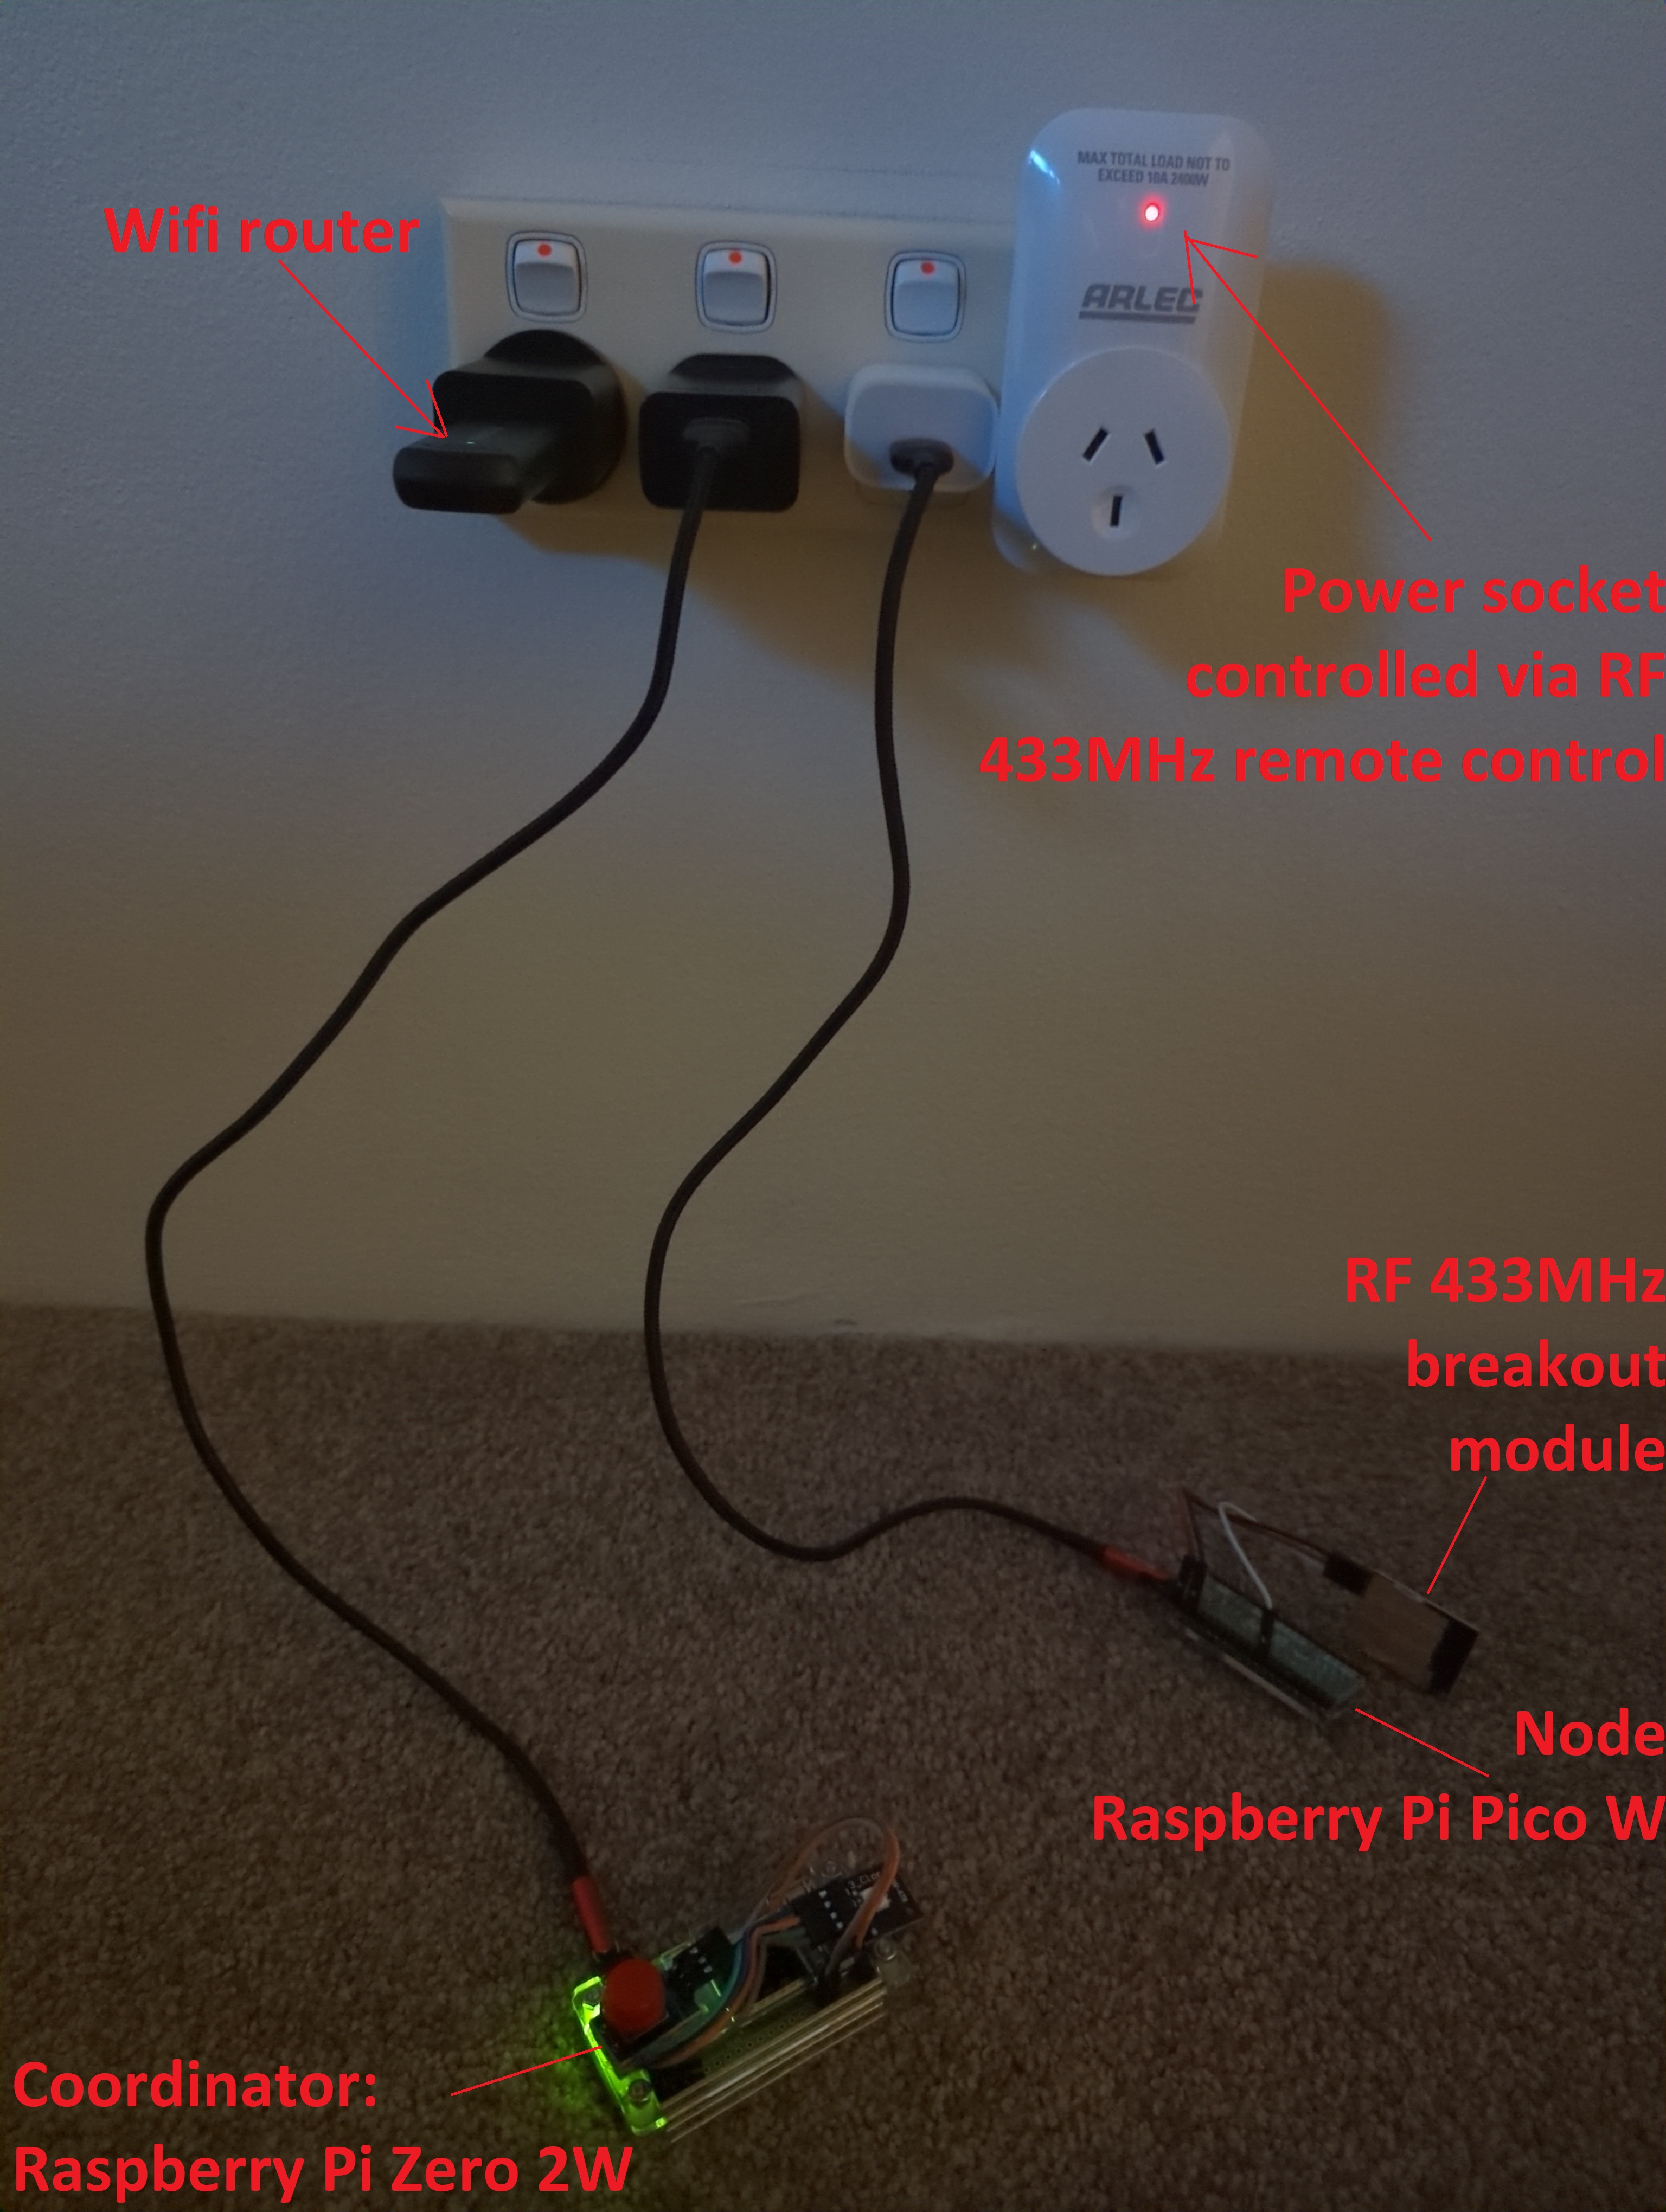 MAX TOTAL LOAD NOT TO
EXCEED 10A 2400W
Wifi router
ARLEC
Power socket
controlled via RF
433MHz remote control
RF 433MHz
breakout
module
Node
Raspberry Pi Pico W
Coordinator:
Raspberry Pi Zero 2W